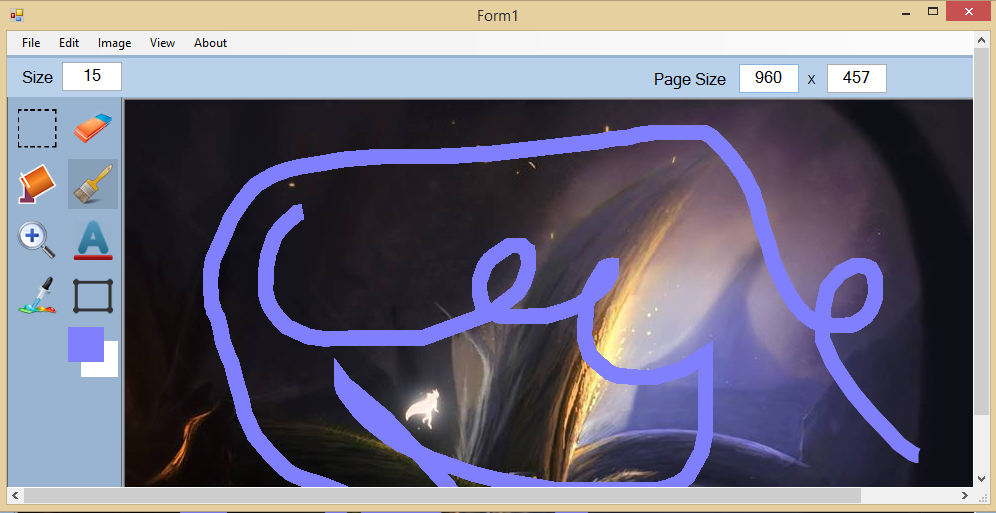 Form1
File Edit Image View About
Size 15 Page Size 960 x 457
A